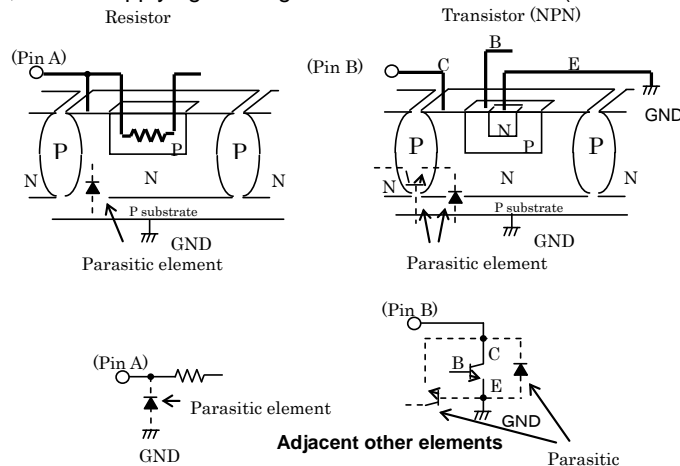 Resistor
Transistor (NPN)
(Pin A)
P
N
P
P
N
N
P substrate
GND
Parasitic element
(Pin B)
C
B
E
GND
P
N
P
P
N
N
N
P substrate
GND
Parasitic element
(Pin A)
Parasitic element
GND
(Pin B)
C
B
E
GND
Adjacent other elements
Parasitic